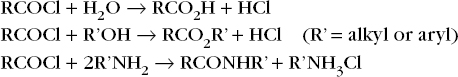 RCOCl + H₂O → RCO₂H + HCl
RCOCl + R'OH → RCO₂R' + HCl (R' = alkyl or aryl)
RCOCl + 2R'NH₂ → RCONHR' + R'NH₃Cl